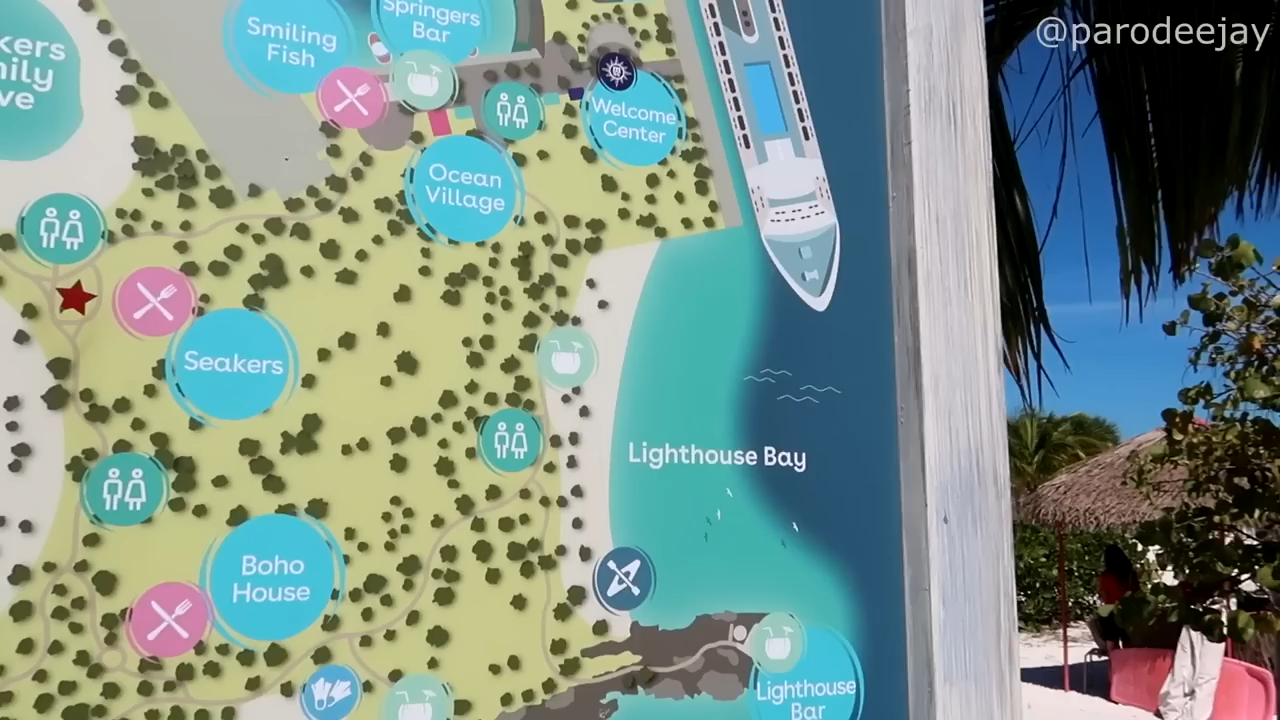 @parodeejay
Springers
Bar
Smiling
Fish
Welcome
Center
Ocean
Village
Seakers
Lighthouse Bay
Boho
House
Lighthouse
Bar